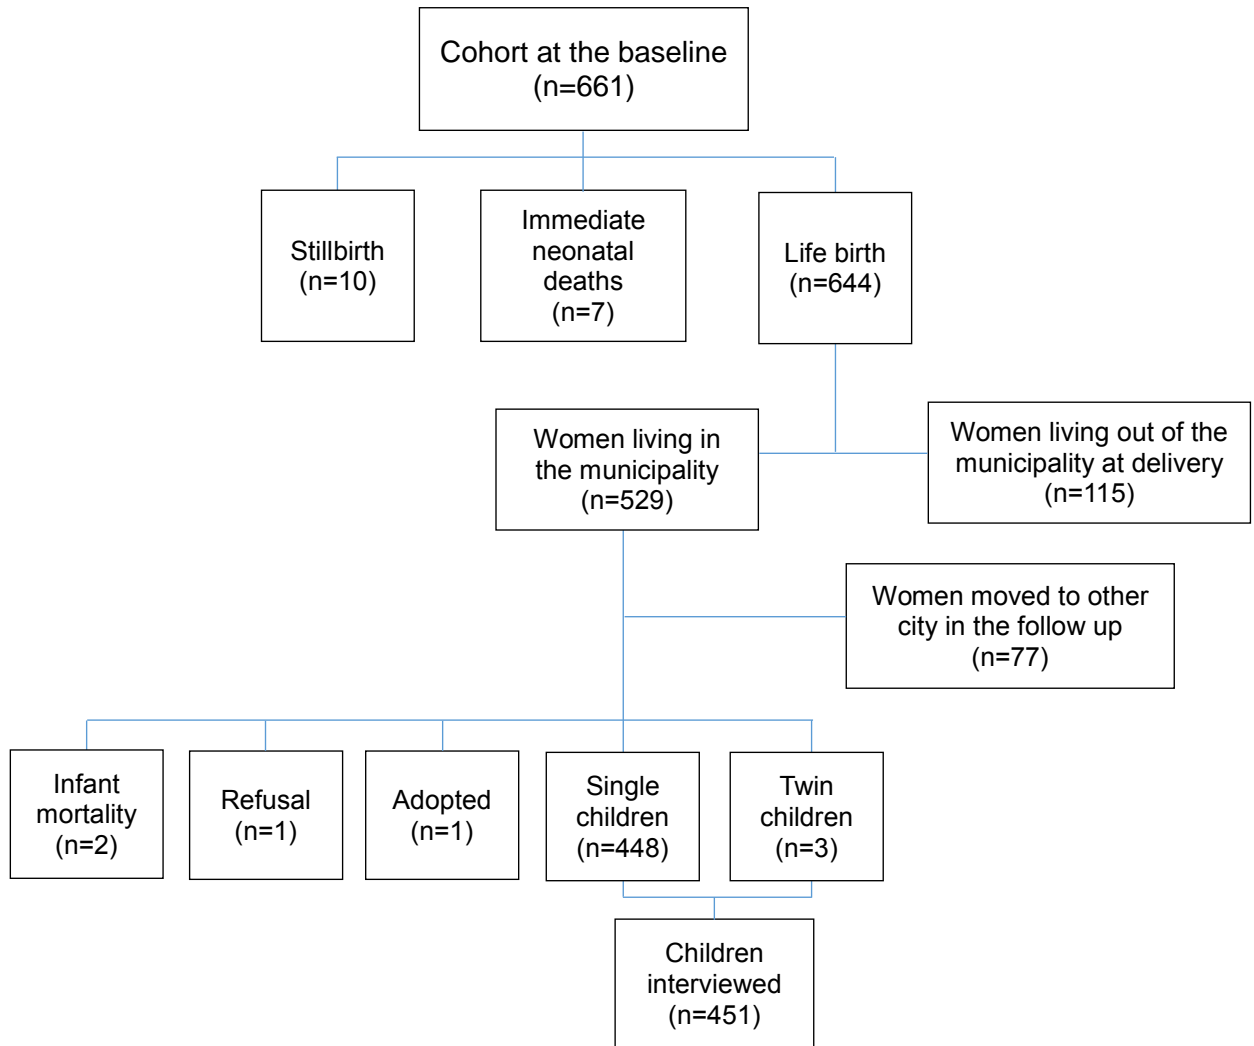 Cohort at the baseline
(n=661)
Stillbirth
(n=10)
Immediate
neonatal
deaths
(n=7)
Life birth
(n=644)
Women living in
the municipality
(n=529)
Women living out of the
municipality at delivery
(n=115)
Women moved to other
city in the follow up
(n=77)
Infant
mortality
(n=2)
Refusal
(n=1)
Adopted
(n=1)
Single
children
(n=448)
Twin
children
(n=3)
Children
interviewed
(n=451)